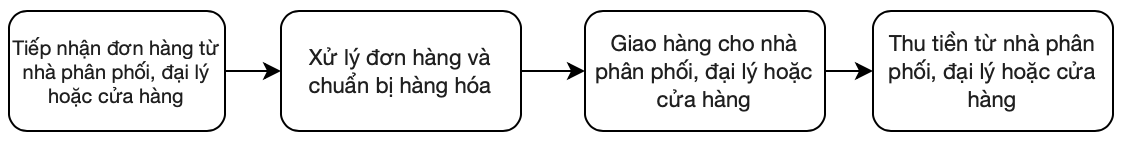 Tiếp nhận đơn hàng từ
nhà phân phối, đại lý
hoặc cửa hàng
Xử lý đơn hàng và
chuẩn bị hàng hóa
Giao hàng cho nhà
phân phối, đại lý hoặc
cửa hàng
Thu tiền từ nhà phân
phối, đại lý hoặc cửa
hàng